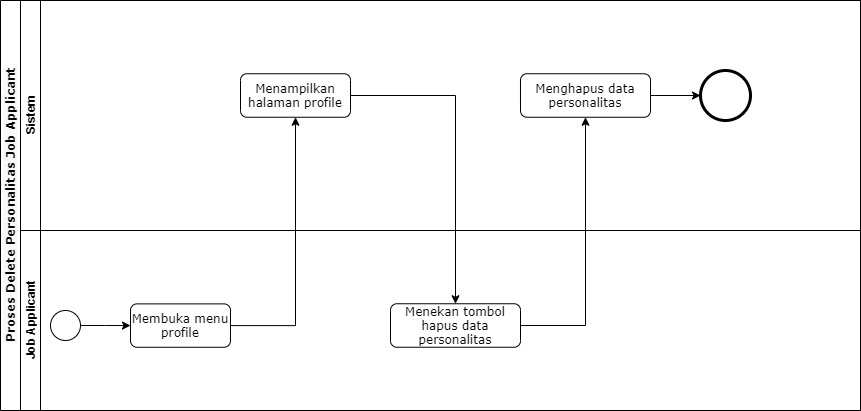 Proses Delete Personalitas Job Applicant
Sistem
Menampilkan
halaman profile
Menghapus data
personalitas
Job Applicant
Membuka menu
profile
Menekan tombol
hapus data
personalitas